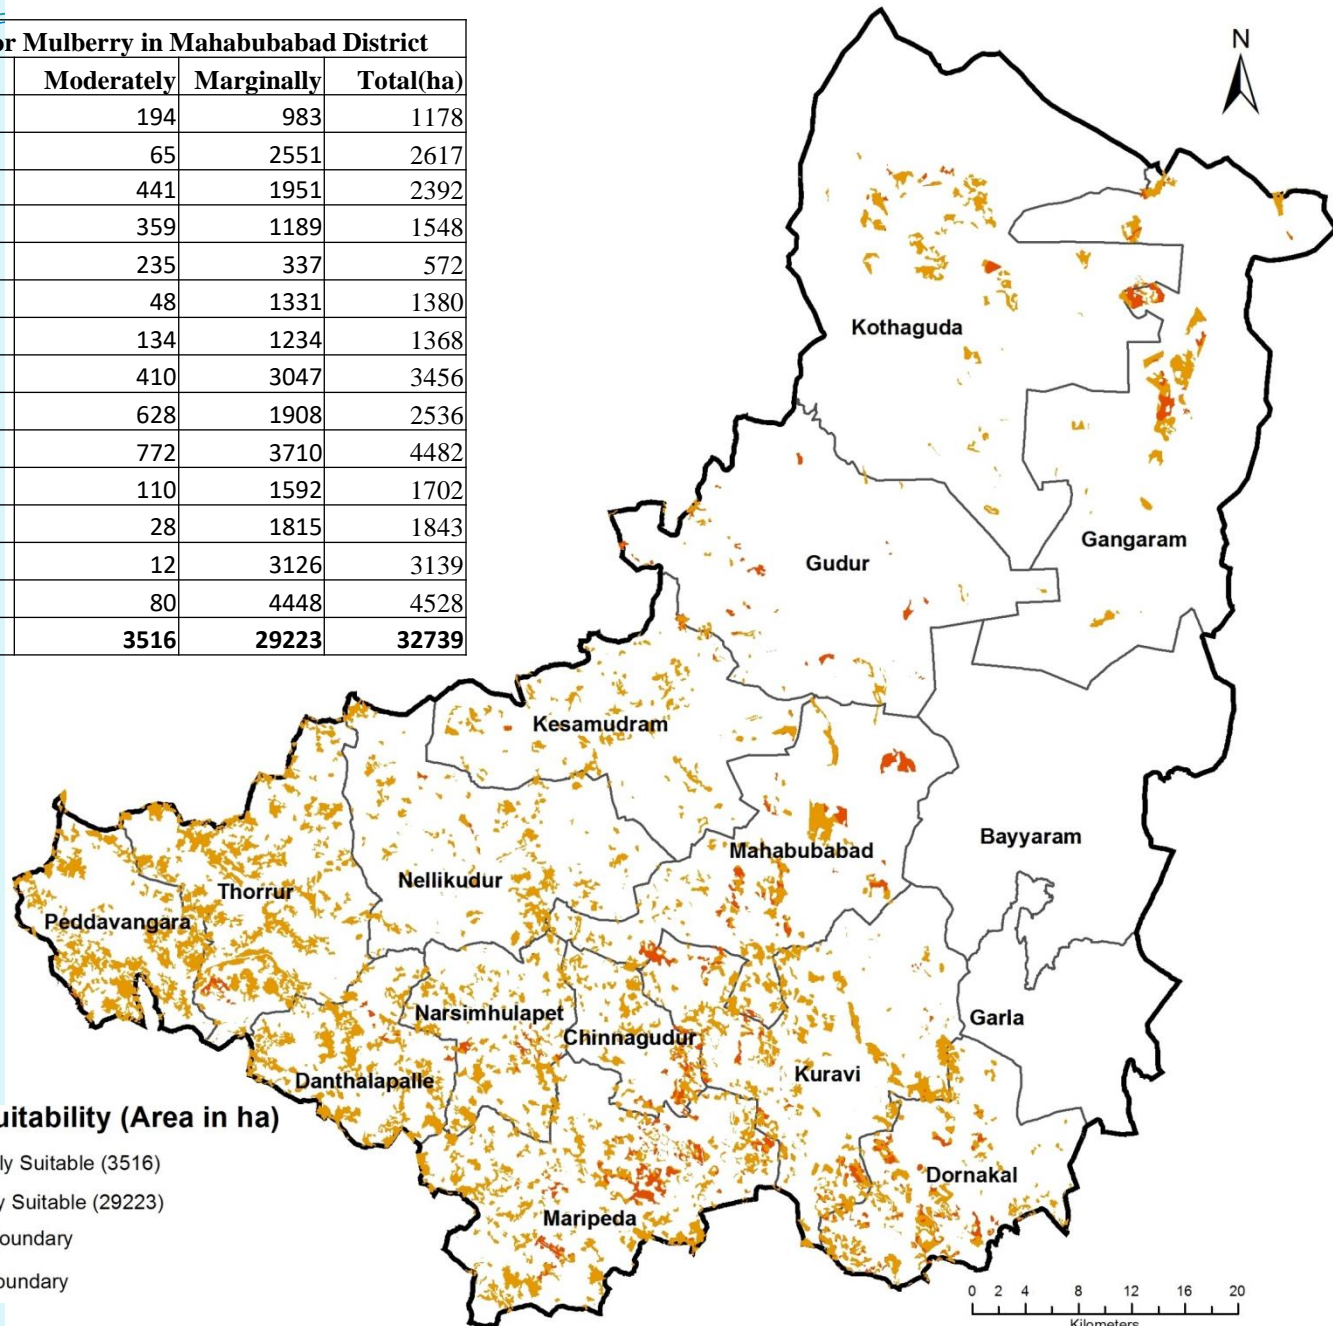 or Mulberry in Mahabubabad District
Moderately Marginally Total(ha)
194 983 1178
65 2551 2617
441 1951 2392
359 1189 1548
235 337 572
48 1331 1380
134 1234 1368
410 3047 3456
628 1908 2536
772 3710 4482
110 1592 1702
28 1815 1843
12 3126 3139
80 4448 4528
3516 29223 32739
N
Kothaguda
Gangaram
Gudur
Kesamudram
Bayyaram
Mahabubabad
Nellikudur
Thorrur
Peddavangara
Narsimhulapet
Chinnagudur
Garla
Kuravi
Danthalapalle
Dornakal
Maripeda
uitability (Area in ha)
ly Suitable (3516)
y Suitable (29223)
oundary
oundary
0 2 4 8 12 16 20
Kilometers